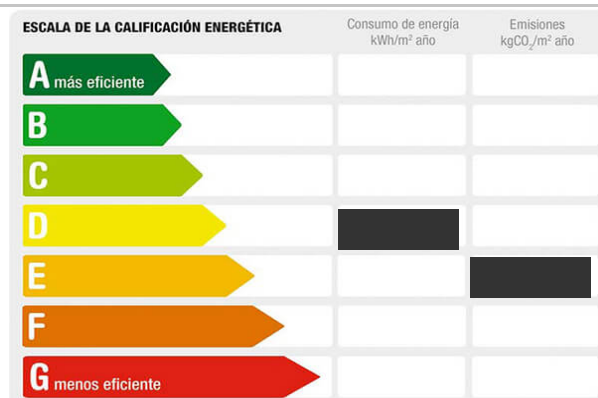 ESCALA DE LA CALIFICACIÓN ENERGÉTICA
Consumo de energía
kWh/m² año
Emisiones
kgCO₂/m² año
A más eficiente
B
C
D
E
F
G menos eficiente